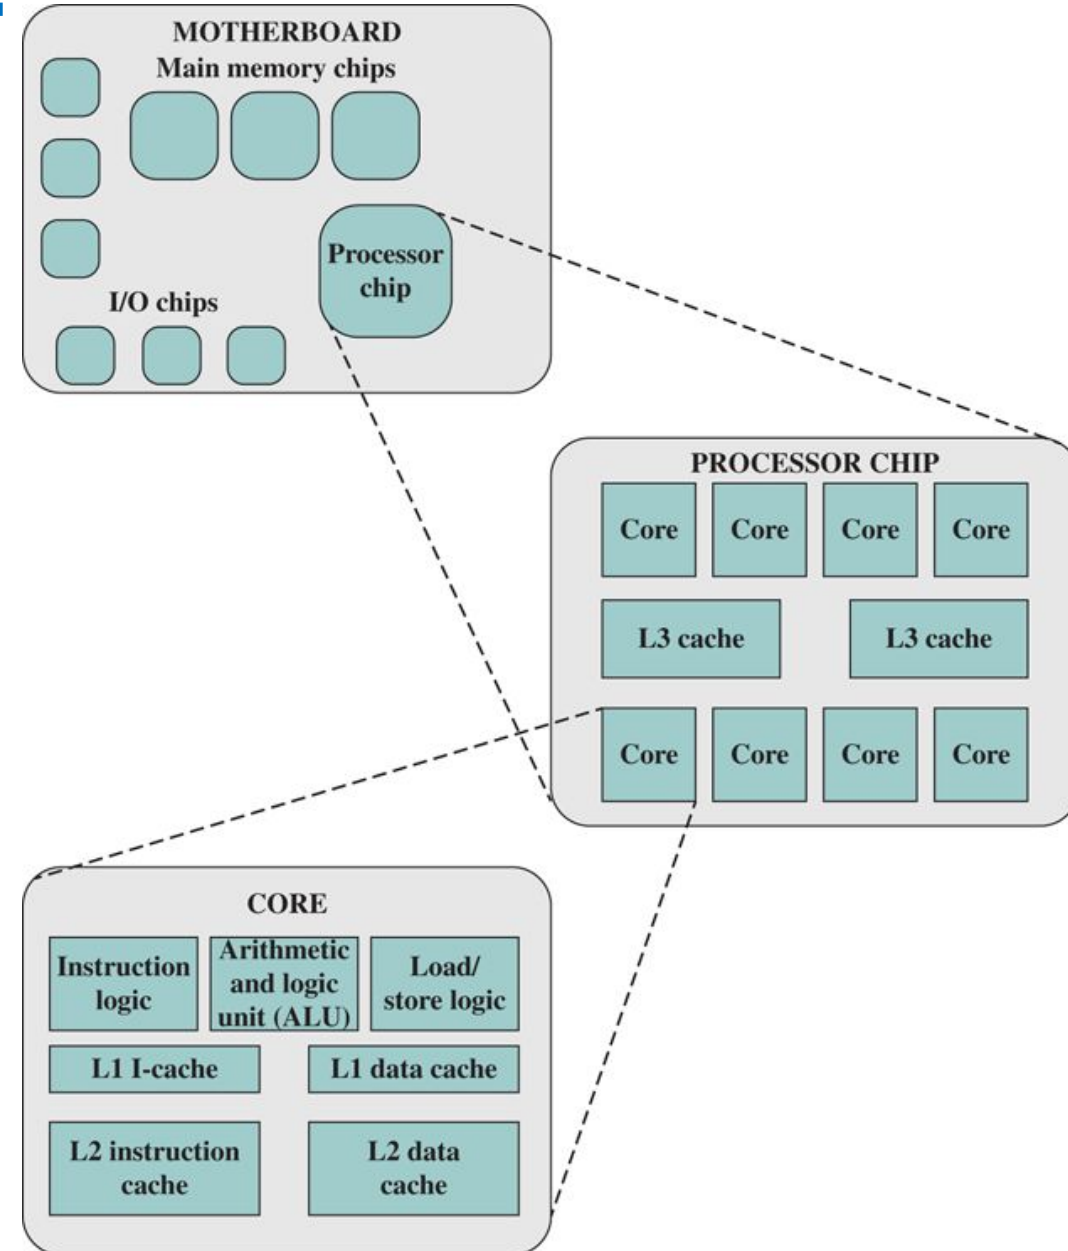 MOTHERBOARD
Main memory chips
Processor
chip
I/O chips
PROCESSOR CHIP
Core
Core
Core
Core
L3 cache
L3 cache
Core
Core
Core
Core
CORE
Instruction
logic
Arithmetic
and logic
unit (ALU)
Load/
store logic
L1 I-cache
L1 data cache
L2 instruction
cache
L2 data
cache